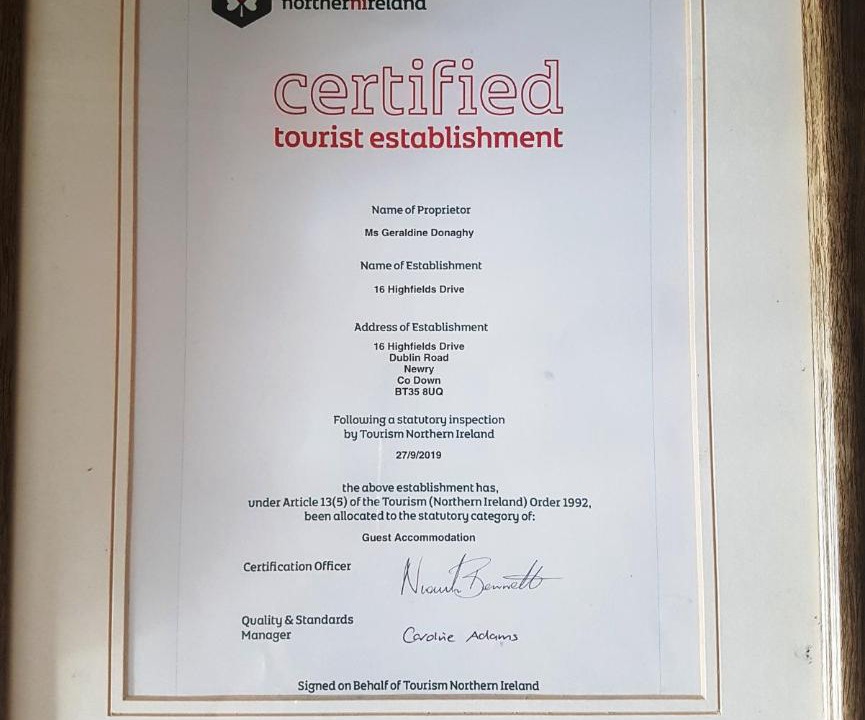 northernireland
certified
tourist establishment
Name of Proprietor
Ms Geraldine Donaghy
Name of Establishment
16 Highfields Drive
Address of Establishment
16 Highfields Drive
Dublin Road
Newry
Co Down
BT35 8UQ
Following a statutory inspection
by Tourism Northern Ireland
27/9/2019
the above establishment has,
under Article 13(5) of the Tourism (Northern Ireland) Order 1992,
been allocated to the statutory category of:
Guest Accommodation
Certification Officer
Bennett
Quality & Standards
Manager
Caroline Adams
Signed on Behalf of Tourism Northern Ireland